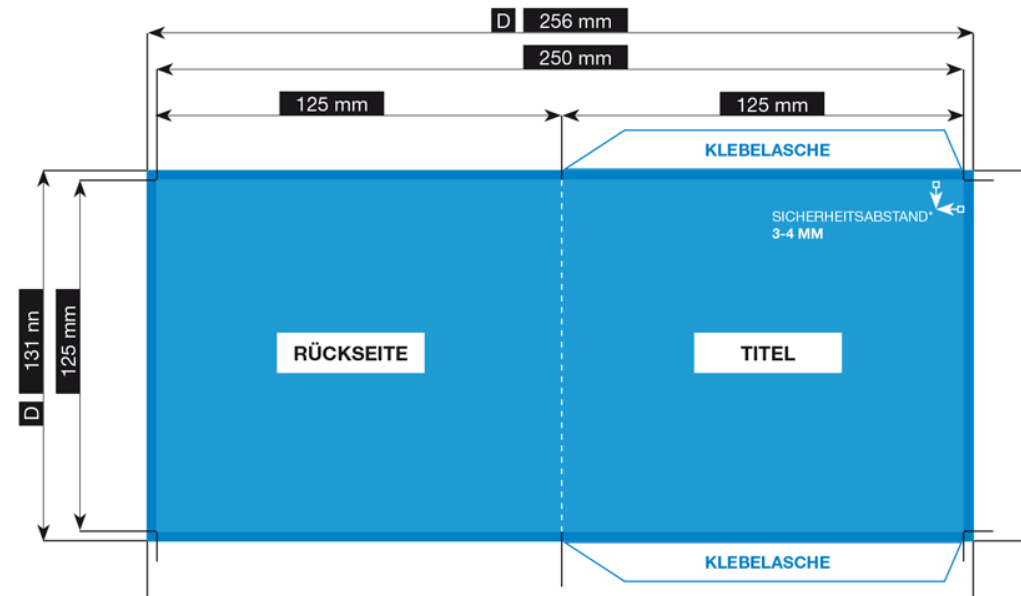 D 256 mm
250 mm
125 mm
125 mm
KLEBELASCHE
SICHERHEITSABSTAND*
3-4 MM
D 131 nn
125 mm
RÜCKSEITE
TITEL
KLEBELASCHE